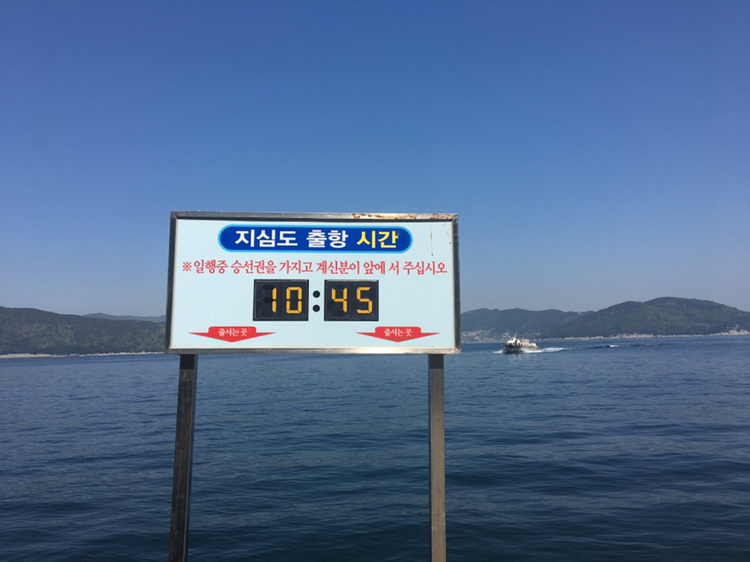 지심도 출항 시간
※일행중 승선권을 가지고 계신분이 앞에 서 주십시오
10:45
줄서는 곳
줄서는 곳